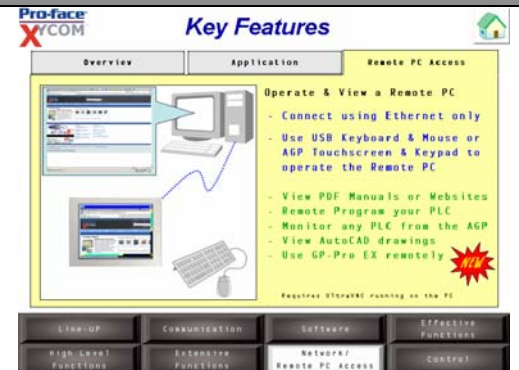 Pro-face
XYCOM
Key Features
Overview
Application
Remote PC Access
Operate & View a Remote PC
- Connect using Ethernet only
- Use USB Keyboard & Mouse or
AGP Touchscreen & Keypad to
operate the Remote PC
- View PDF Manuals or Websites
- Remote Program your PLC
- Monitor any PLC from the AGP
- View AutoCAD drawings
- Use GP-Pro EX remotely
NEW
Requires UltraVNC running on the PC
Line-UP
Communication
Software
Effective
Functions
High Level
Functions
Extensive
Functions
Network/
Remote PC Access
Control